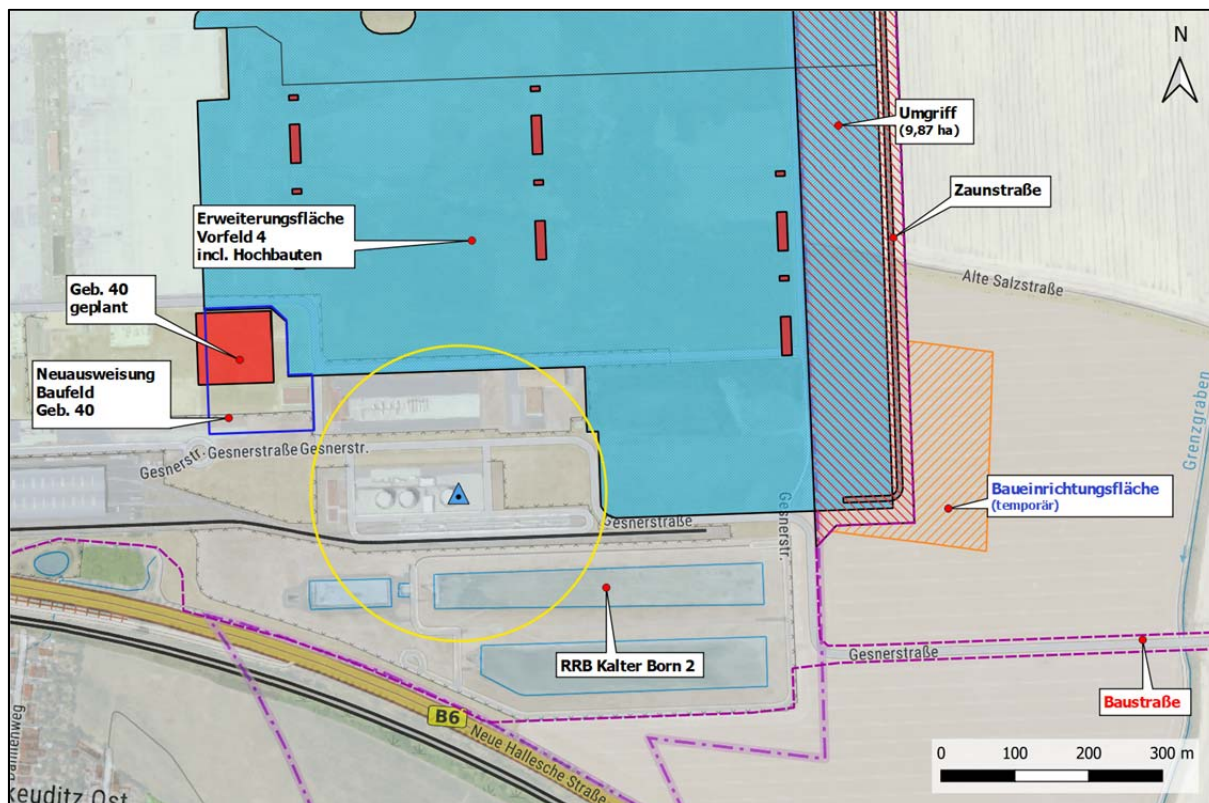 N
Umgriff
(9,87 ha)
Zaunstraße
Erweiterungsfläche
Vorfeld 4
incl. Hochbauten
Alte Salzstraße
Geb. 40
geplant
Neuausweisung
Baufeld
Geb. 40
Grenzgraben
Gesnerstr.
Gesnerstraße
Gesnerstr.
Baueinrichtungsfläche
(temporär)
Gesnerstraße
Gesnerstr.
RRB Kalter Born 2
Gesnerstraße
Baustraße
B6
Neue Hallesche Straße
keuditz Ost
0 100 200 300 m